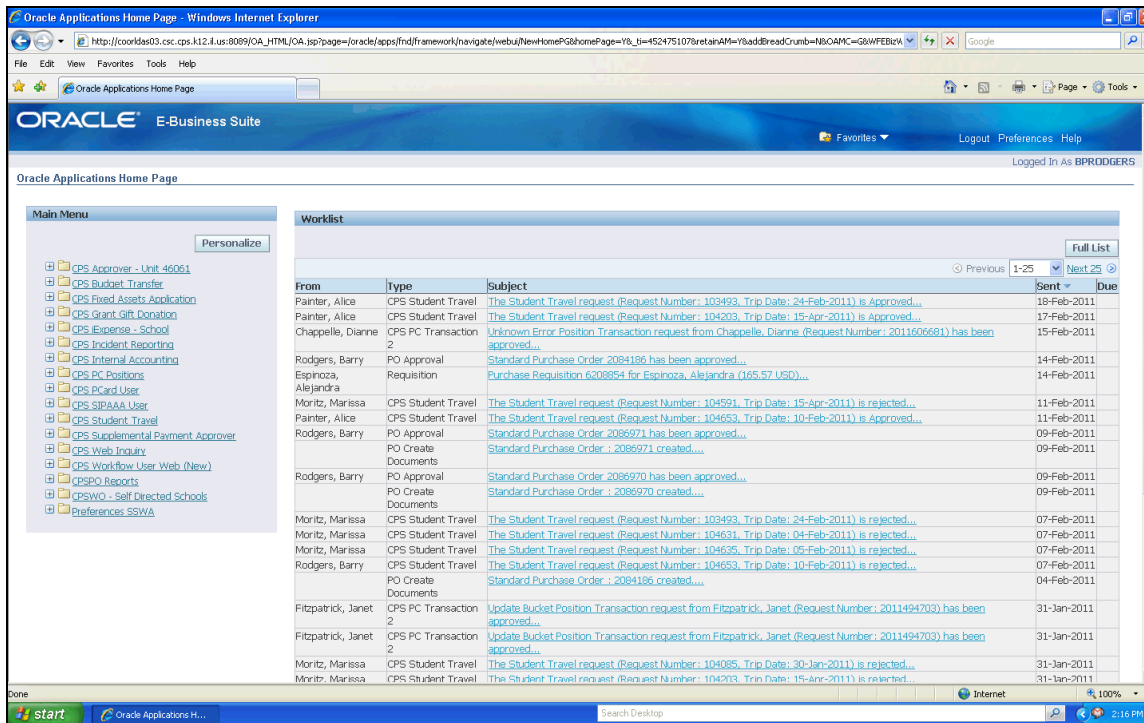 Oracle Applications Home Page - Windows Internet Explorer
http://coorldas03.csc.cps.k12.il.us:8089/OA_HTML/OA.jsp?page=/oracle/apps/fnd/framework/navigate/webui/NewHomePG&homePage=Y&_ti=452475107&retainAM=Y&addBreadCrumb=N&OAMC=G&WFEBizW
Google
File Edit View Favorites Tools Help
Oracle Applications Home Page
Page Tools
ORACLE E-Business Suite
Favorites
Logout Preferences Help
Logged In As BPRODGERS
Oracle Applications Home Page
Main Menu
Personalize
CPS Approver - Unit 46061
CPS Budget Transfer
CPS Fixed Assets Application
CPS Grant Gift Donation
CPS iExpense - School
CPS Incident Reporting
CPS Internal Accounting
CPS PC Positions
CPS PCard User
CPS SIPAAA User
CPS Student Travel
CPS Supplemental Payment Approver
CPS Web Inquiry
CPS Workflow User Web (New)
CPSPO Reports
CPSWO - Self Directed Schools
Preferences SSWA
Worklist
Full List
Previous 1-25 Next 25
From Type Subject Sent Due
Painter, Alice CPS Student Travel The Student Travel request (Request Number: 103493, Trip Date: 24-Feb-2011) is Approved... 18-Feb-2011
Painter, Alice CPS Student Travel The Student Travel request (Request Number: 104203, Trip Date: 15-Apr-2011) is Approved... 17-Feb-2011
Chappelle, Dianne CPS PC Transaction Unknown Error Position Transaction request from Chappelle, Dianne (Request Number: 2011606681) has been 15-Feb-2011
2 approved...
Rodgers, Barry PO Approval Standard Purchase Order 2084186 has been approved... 14-Feb-2011
Espinoza, Requisition Purchase Requisition 6208854 for Espinoza, Alejandra (165.57 USD)... 14-Feb-2011
Alejandra
Moritz, Marissa CPS Student Travel The Student Travel request (Request Number: 104591, Trip Date: 15-Apr-2011) is rejected... 11-Feb-2011
Painter, Alice CPS Student Travel The Student Travel request (Request Number: 104653, Trip Date: 10-Feb-2011) is Approved... 11-Feb-2011
Rodgers, Barry PO Approval Standard Purchase Order 2086971 has been approved... 09-Feb-2011
PO Create Standard Purchase Order : 2086971 created.... 09-Feb-2011
Documents
Rodgers, Barry PO Approval Standard Purchase Order 2086970 has been approved... 09-Feb-2011
PO Create Standard Purchase Order : 2086970 created.... 09-Feb-2011
Documents
Moritz, Marissa CPS Student Travel The Student Travel request (Request Number: 103493, Trip Date: 24-Feb-2011) is rejected... 07-Feb-2011
Moritz, Marissa CPS Student Travel The Student Travel request (Request Number: 104631, Trip Date: 04-Feb-2011) is rejected... 07-Feb-2011
Moritz, Marissa CPS Student Travel The Student Travel request (Request Number: 104635, Trip Date: 05-Feb-2011) is rejected... 07-Feb-2011
Rodgers, Barry CPS Student Travel The Student Travel request (Request Number: 104653, Trip Date: 10-Feb-2011) is rejected... 07-Feb-2011
PO Create Standard Purchase Order : 2084186 created.... 04-Feb-2011
Documents
Fitzpatrick, Janet CPS PC Transaction Update Bucket Position Transaction request from Fitzpatrick, Janet (Request Number: 2011494703) has been 31-Jan-2011
2 approved...
Fitzpatrick, Janet CPS PC Transaction Update Bucket Position Transaction request from Fitzpatrick, Janet (Request Number: 2011494703) has been 31-Jan-2011
2 approved...
Moritz, Marissa CPS Student Travel The Student Travel request (Request Number: 104085, Trip Date: 30-Jan-2011) is rejected... 31-Jan-2011
Moritz, Marissa CPS Student Travel The Student Travel request (Request Number: 104203, Trip Date: 15-Apr-2011) is rejected... 31-Jan-2011
Done Internet 100%
start Oracle Applications H... Search Desktop 2:16 PM